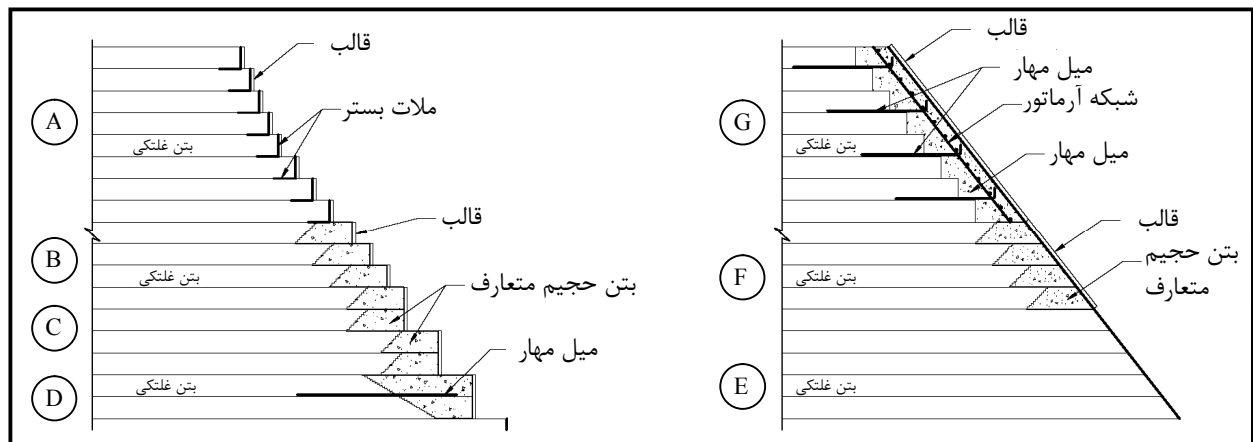 قالب
ملات بستر
A
بتن غلتکی
قالب
B
بتن غلتکی
بتن حجیم متعارف
C
میل مهار
D
بتن غلتکی
قالب
میل مهار
شبکه آرماتور
G
بتن غلتکی
میل مهار
قالب
بتن حجیم
متعارف
F
بتن غلتکی
E
بتن غلتکی